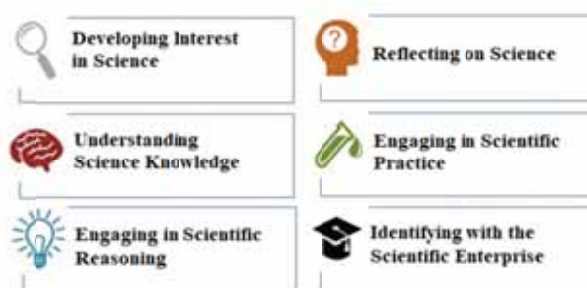 Developing Interest
in Science
Reflecting on Science
Understanding
Science Knowledge
Engaging in Scientific
Practice
Engaging in Scientific
Reasoning
Identifying with the
Scientific Enterprise
?